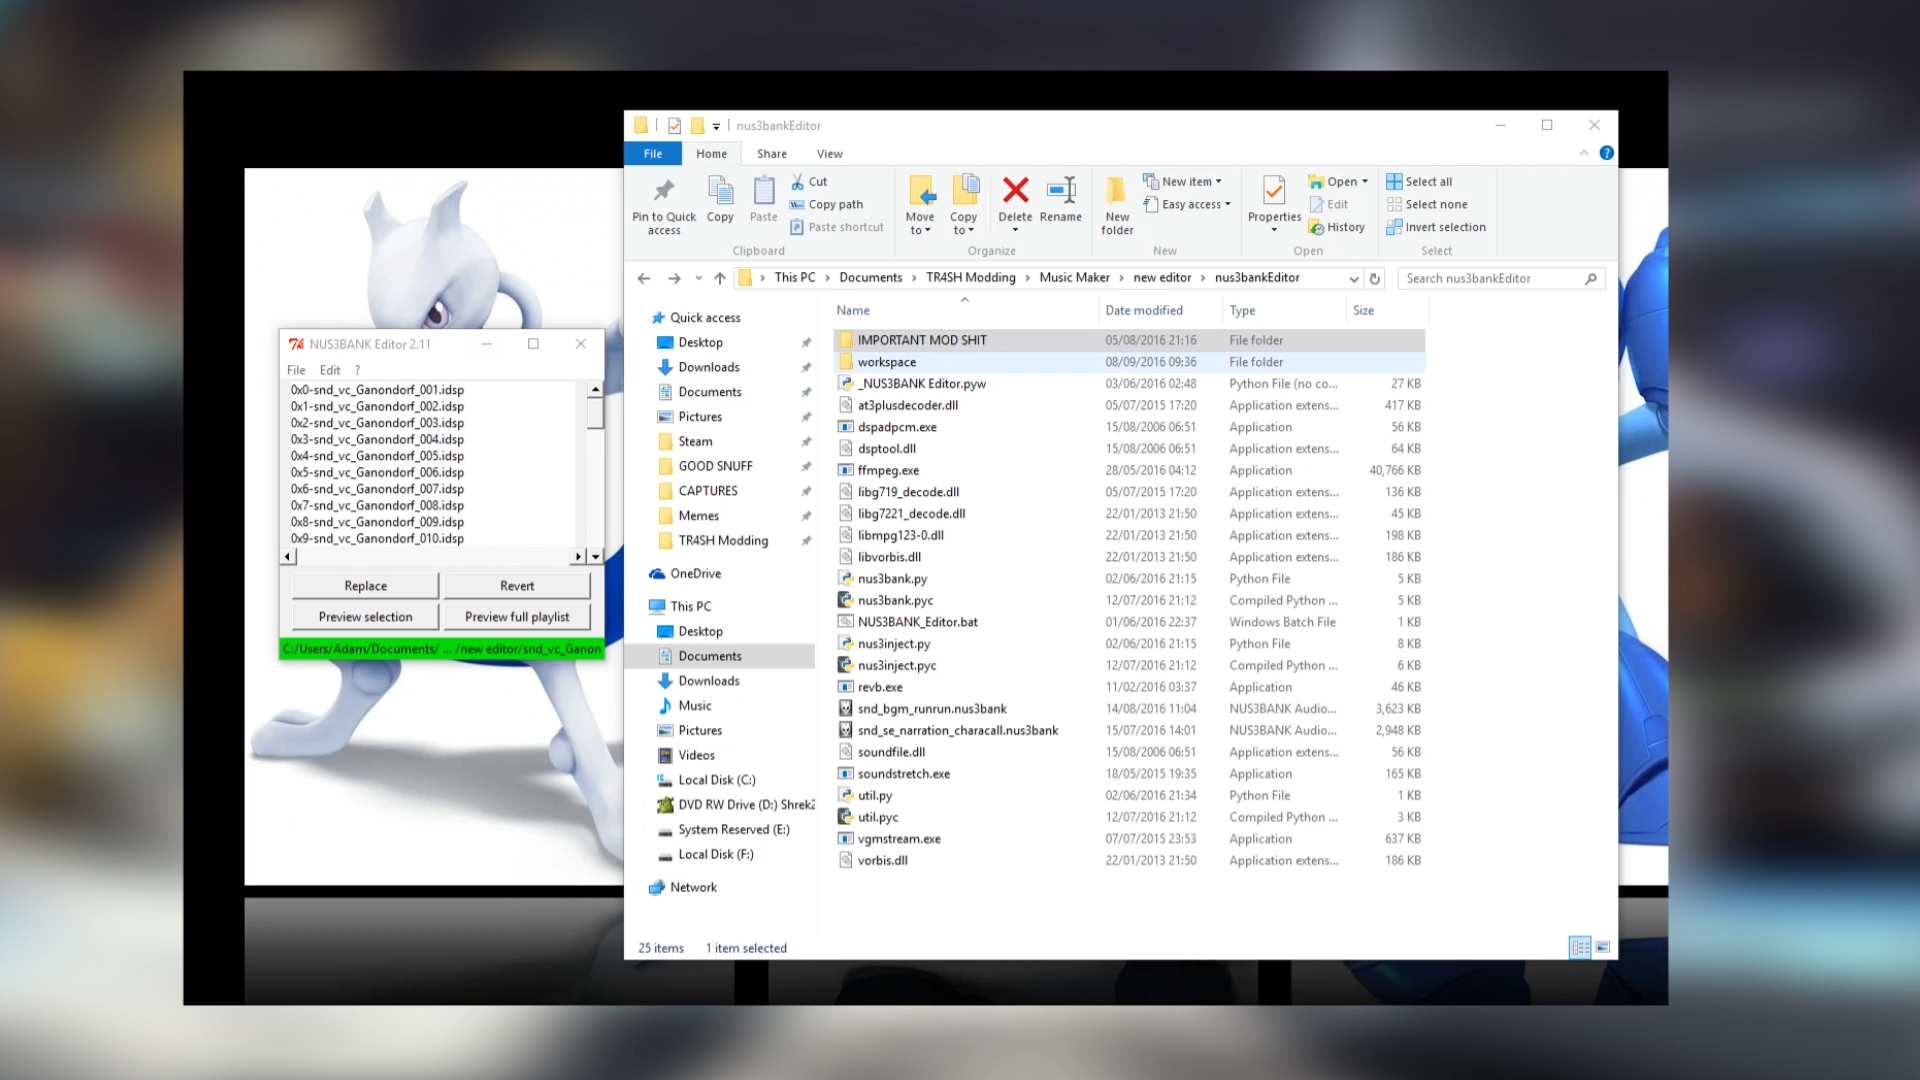 nus3bankEditor
File Home Share View
Pin to Quick access
Copy
Paste
Cut
Copy path
Paste shortcut
Clipboard
Move to
Copy to
Delete
Rename
Organize
New folder
New item
Easy access
New
Properties
Open
Edit
History
Open
Select all
Select none
Invert selection
Select
This PC > Documents > TR4SH Modding > Music Maker > new editor > nus3bankEditor
Search nus3bankEditor
Quick access
Desktop
Downloads
Documents
Pictures
Steam
GOOD SNUFF
CAPTURES
Memes
TR4SH Modding
OneDrive
This PC
Desktop
Documents
Downloads
Music
Pictures
Videos
Local Disk (C:)
DVD RW Drive (D:) Shrek2
System Reserved (E:)
Local Disk (F:)
Network
Name Date modified Type Size
IMPORTANT MOD SHIT 05/08/2016 21:16 File folder
workspace 08/09/2016 09:36 File folder
_NUS3BANK Editor.pyw 03/06/2016 02:48 Python File (no co... 27 KB
at3plusdecoder.dll 05/07/2015 17:20 Application extens... 417 KB
dspadpcm.exe 15/08/2006 06:51 Application 56 KB
dsptool.dll 15/08/2006 06:51 Application extens... 64 KB
ffmpeg.exe 28/05/2016 04:12 Application 40,766 KB
libg719_decode.dll 05/07/2015 17:20 Application extens... 136 KB
libg7221_decode.dll 22/01/2013 21:50 Application extens... 45 KB
libmpg123-0.dll 22/01/2013 21:50 Application extens... 198 KB
libvorbis.dll 22/01/2013 21:50 Application extens... 186 KB
nus3bank.py 02/06/2016 21:15 Python File 5 KB
nus3bank.pyc 12/07/2016 21:12 Compiled Python ... 5 KB
NUS3BANK_Editor.bat 01/06/2016 22:37 Windows Batch File 1 KB
nus3inject.py 02/06/2016 21:15 Python File 8 KB
nus3inject.pyc 12/07/2016 21:12 Compiled Python ... 6 KB
revb.exe 11/02/2016 03:37 Application 46 KB
snd_bgm_runrun.nus3bank 14/08/2016 11:04 NUS3BANK Audio... 3,623 KB
snd_se_narration_characall.nus3bank 15/07/2016 14:01 NUS3BANK Audio... 2,948 KB
soundfile.dll 15/08/2006 06:51 Application extens... 56 KB
soundstretch.exe 18/05/2015 19:35 Application 165 KB
util.py 02/06/2016 21:34 Python File 1 KB
util.pyc 12/07/2016 21:12 Compiled Python ... 3 KB
vgmstream.exe 07/07/2015 23:53 Application 637 KB
vorbis.dll 22/01/2013 21:50 Application extens... 186 KB
25 items 1 item selected
NUS3BANK Editor 2.11
File Edit ?
0x0-snd_vc_Ganondorf_001.idsp
0x1-snd_vc_Ganondorf_002.idsp
0x2-snd_vc_Ganondorf_003.idsp
0x3-snd_vc_Ganondorf_004.idsp
0x4-snd_vc_Ganondorf_005.idsp
0x5-snd_vc_Ganondorf_006.idsp
0x6-snd_vc_Ganondorf_007.idsp
0x7-snd_vc_Ganondorf_008.idsp
0x8-snd_vc_Ganondorf_009.idsp
0x9-snd_vc_Ganondorf_010.idsp
Replace Revert
Preview selection Preview full playlist
C:/Users/Adam/Documents/ ... /new editor/snd_vc_Ganon